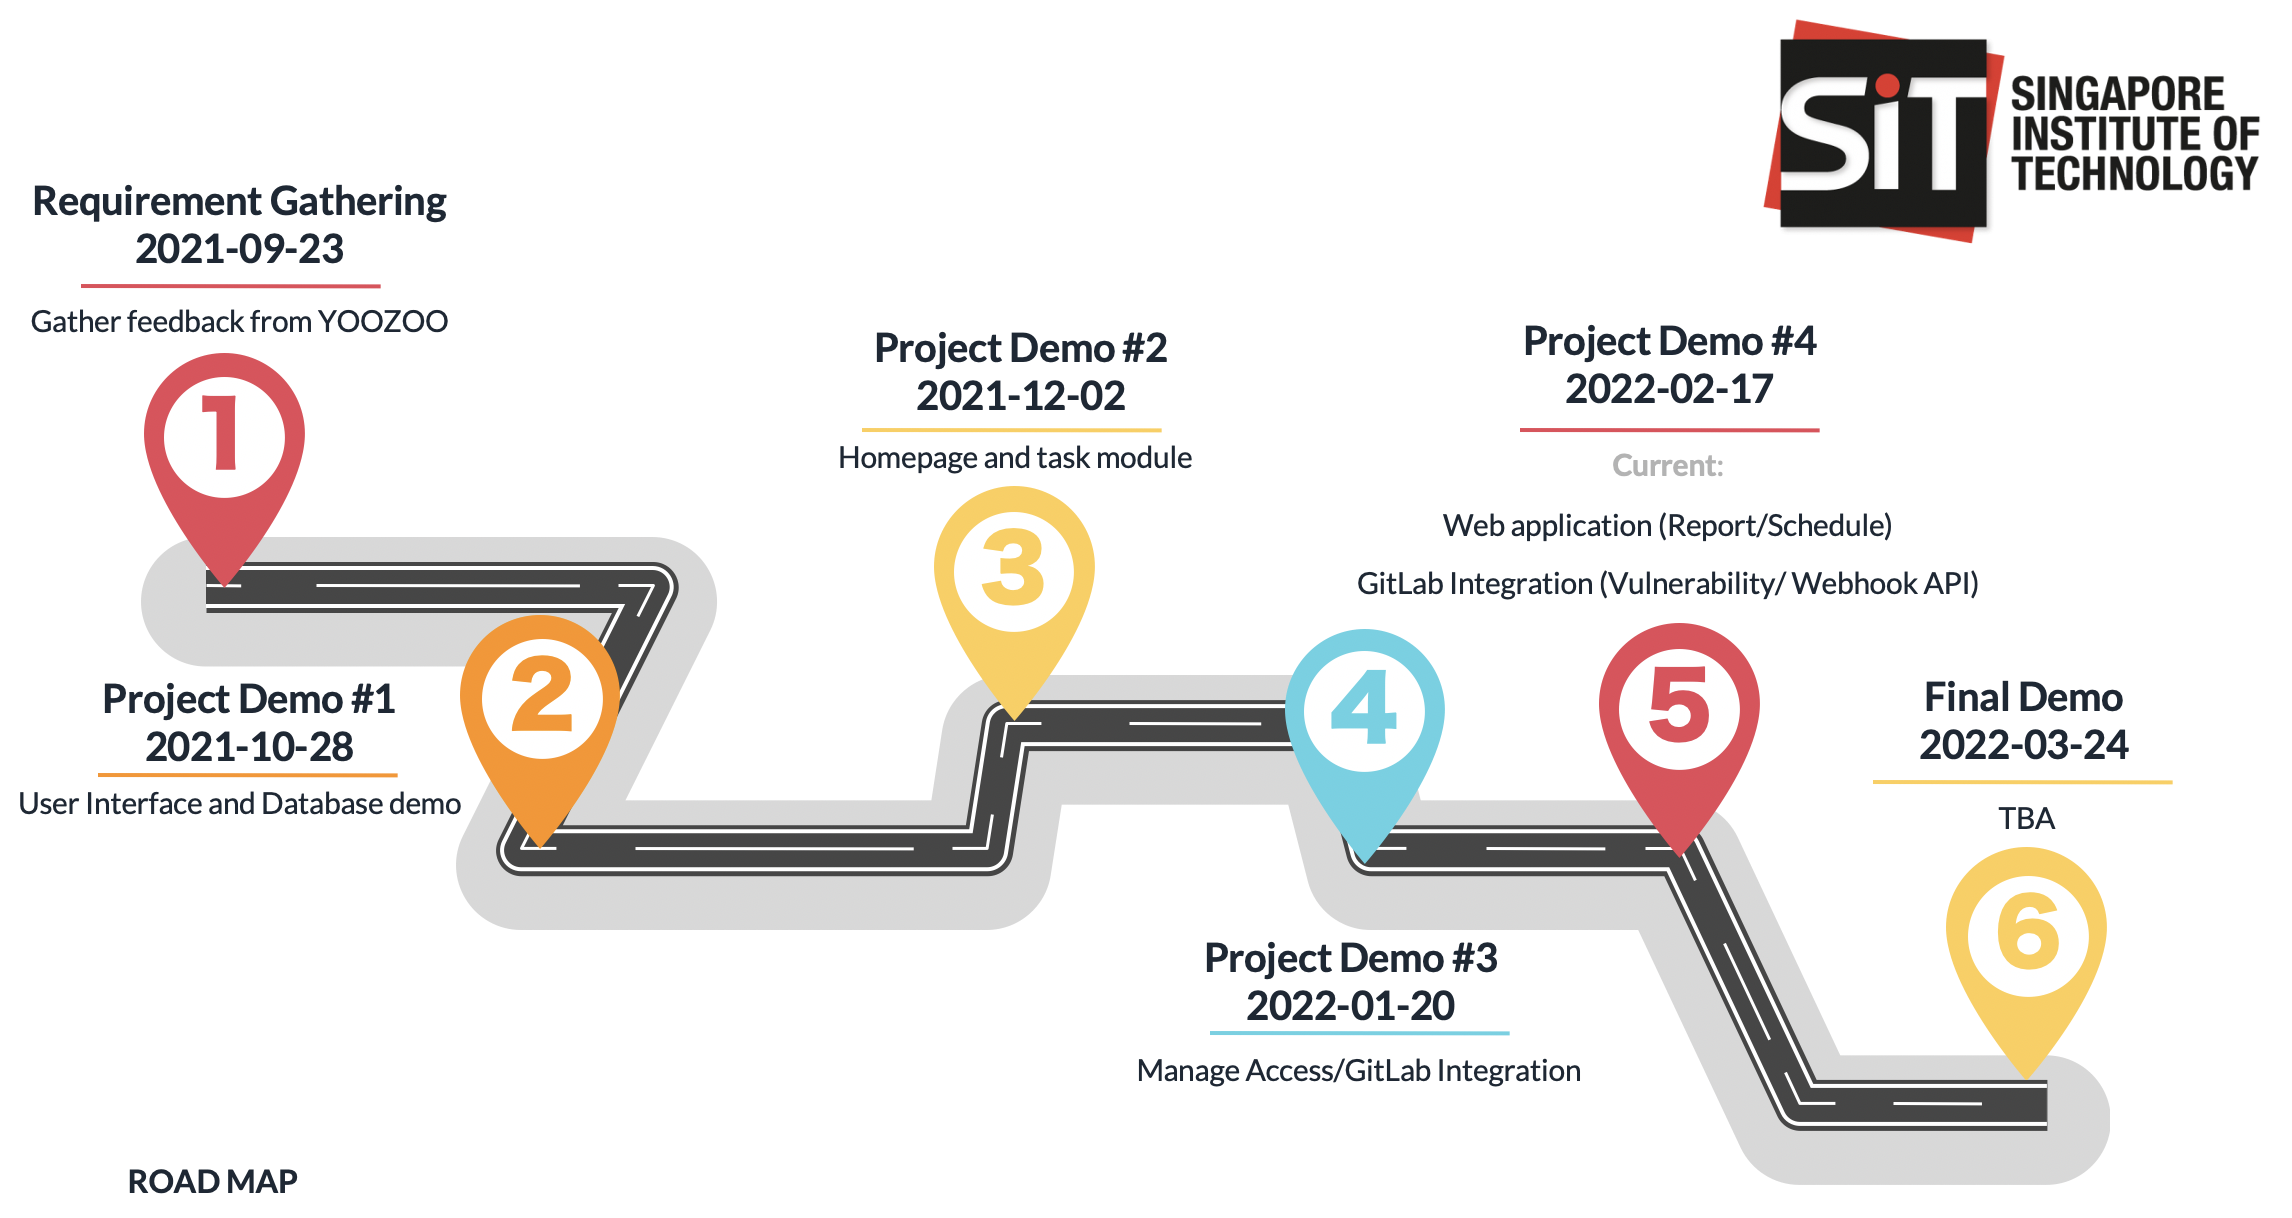 SiT
SINGAPORE
INSTITUTE OF
TECHNOLOGY
Requirement Gathering
2021-09-23
Gather feedback from YOOZOO
1
Project Demo #1
2021-10-28
User Interface and Database demo
2
Project Demo #2
2021-12-02
Homepage and task module
3
Project Demo #3
2022-01-20
Manage Access/GitLab Integration
4
Project Demo #4
2022-02-17
Current:
Web application (Report/Schedule)
GitLab Integration (Vulnerability/ Webhook API)
5
Final Demo
2022-03-24
TBA
6
ROAD MAP